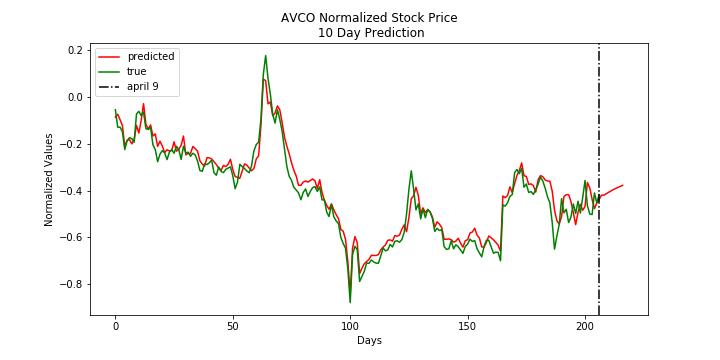 AVCO Normalized Stock Price
10 Day Prediction
predicted
true
april 9
Normalized Values
0.2
0.0
−0.2
−0.4
−0.6
−0.8
0 50 100 150 200
Days